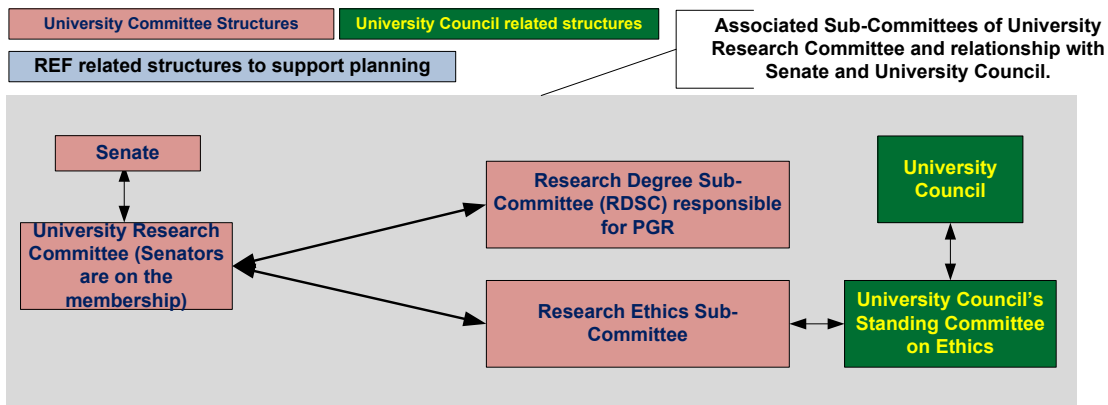 University Committee Structures
University Council related structures
REF related structures to support planning
Associated Sub-Committees of University
Research Committee and relationship with
Senate and University Council.
Senate
University Research
Committee (Senators
are on the
membership)
Research Degree Sub-
Committee (RDSC) responsible
for PGR
Research Ethics Sub-
Committee
University
Council
University Council’s
Standing Committee
on Ethics